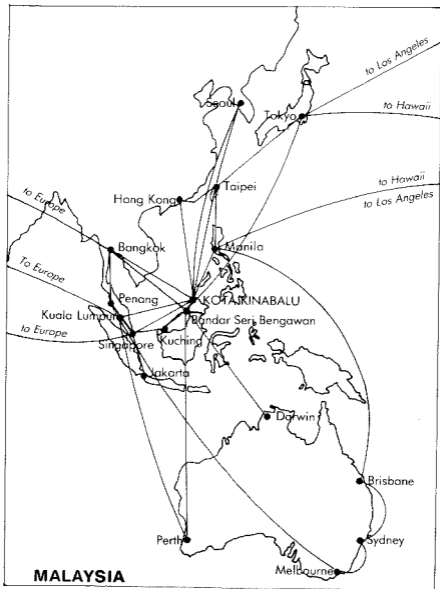 to Los Angeles
Seoul
Tokyo
to Hawaii
to Hawaii
to Los Angeles
Taipei
Hong Kong
to Europe
Bangkok
Manila
To Europe
Penang
KOTA KINABALU
Kuala Lumpur
Bandar Seri Bengawan
to Europe
Kuching
Singapore
Jakarta
Darwin
Brisbane
Perth
Sydney
Melbourne
MALAYSIA